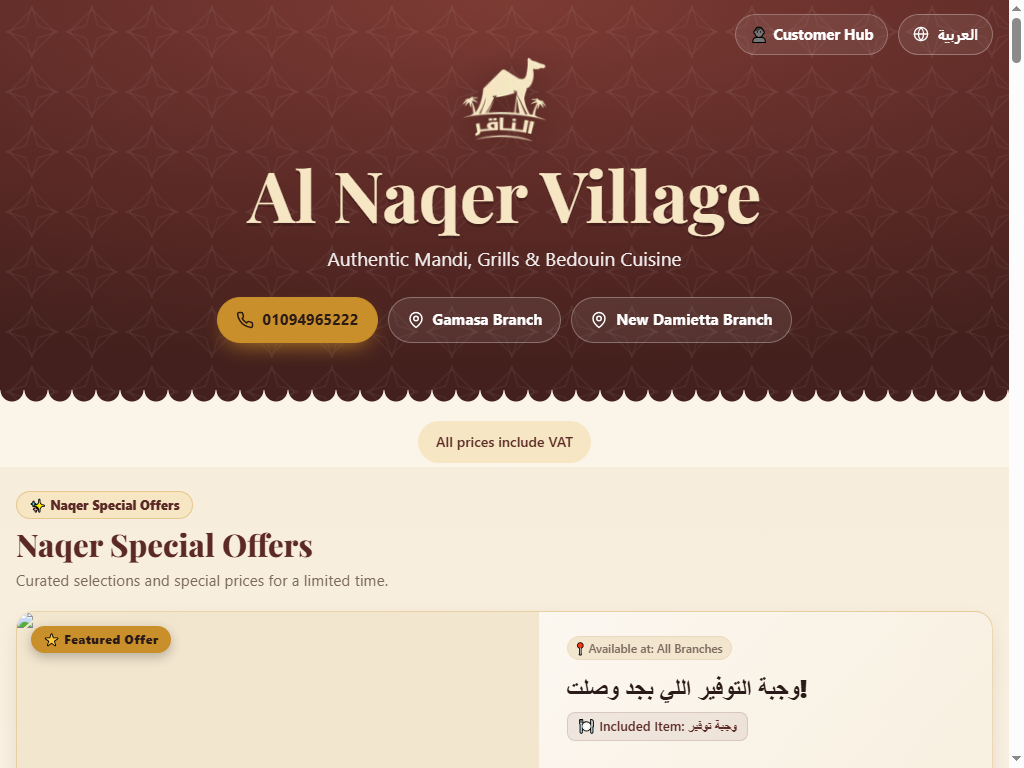 Customer Hub
العربية
الناقر
Al Naqer Village
Authentic Mandi, Grills & Bedouin Cuisine
01094965222
Gamasa Branch
New Damietta Branch
All prices include VAT
Naqer Special Offers
Naqer Special Offers
Curated selections and special prices for a limited time.
Featured Offer
Available at: All Branches
وجبة التوفير اللي بجد وصلت!
Included Item: وجبة توفير